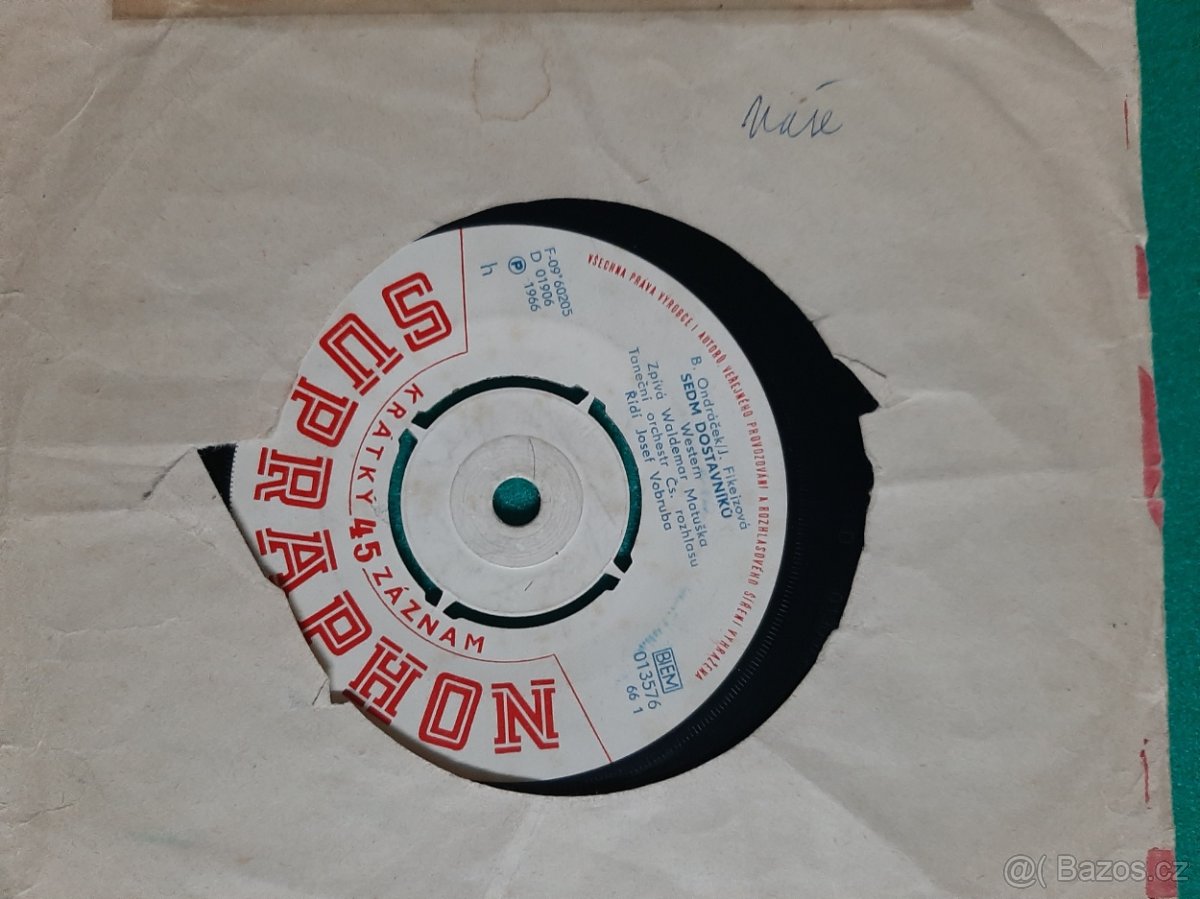 Naše
SUPRAPHON
KRÁTKÝ 45 ZÁZNAM
F-09*60205
D 01906
Ⓟ 1966
h
VŠECHNA PRÁVA VÝROBCE I AUTORŮ VEŘEJNÉHO PROVOZOVÁNÍ A ROZHLASOVÉHO ŠÍŘENÍ VYHRAZENA
B. Ondráček/J. Fikejzová
SEDM DOSTAVNÍKŮ
Western
Zpívá Waldemar Matuška
Taneční orchestr Čs. rozhlasu
Řídí Josef Vobruba
BIEM
013576
66 1
@( Bazos.cz